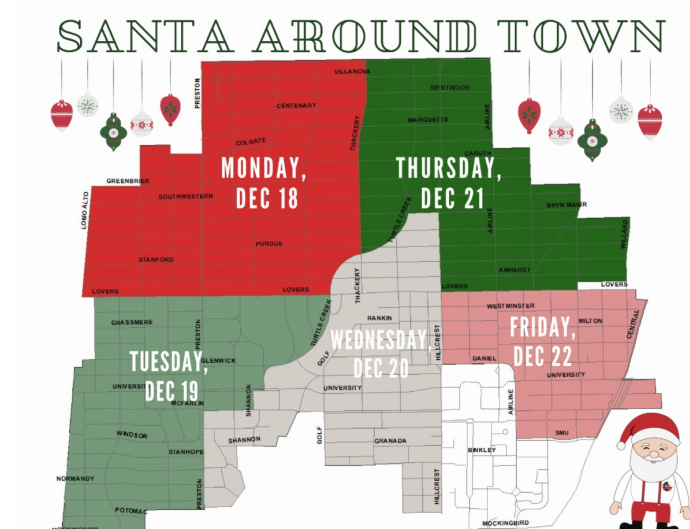 SANTA AROUND TOWN
VILLANOVA
PRESTON
WENTWOOD
CENTENARY
MARQUETTE
AIRLINE
THACKERY
COLGATE
CARUTH
MONDAY,
DEC 18
THURSDAY,
DEC 21
GREENBRIER
LOMO ALTO
SOUTHWESTERN
BRYN MAWR
TURTLE CREEK
AIRLINE
WILLARD
PURDUE
STANFORD
AMHERST
THACKERY
LOVERS
LOVERS
LOVERS
LOVERS
WESTMINSTER
GRASSMERE
TURTLE CREEK
RANKIN
MILTON
CENTRAL
PRESTON
HILLCREST
FRIDAY,
DEC 22
WEDNESDAY,
DEC 20
TUESDAY,
DEC 19
GLENWICK
GOLF
DANIEL
UNIVERSITY
UNIVERSITY
UNIVERSITY
MCFARLIN
SHANNON
AIRLINE
WINDSOR
SHANNON
GOLF
GRANADA
SMU
STANHOPE
BINKLEY
NORMANDY
PRESTON
HILLCREST
POTOMAC
MOCKINGBIRD
MOCKINGBIRD